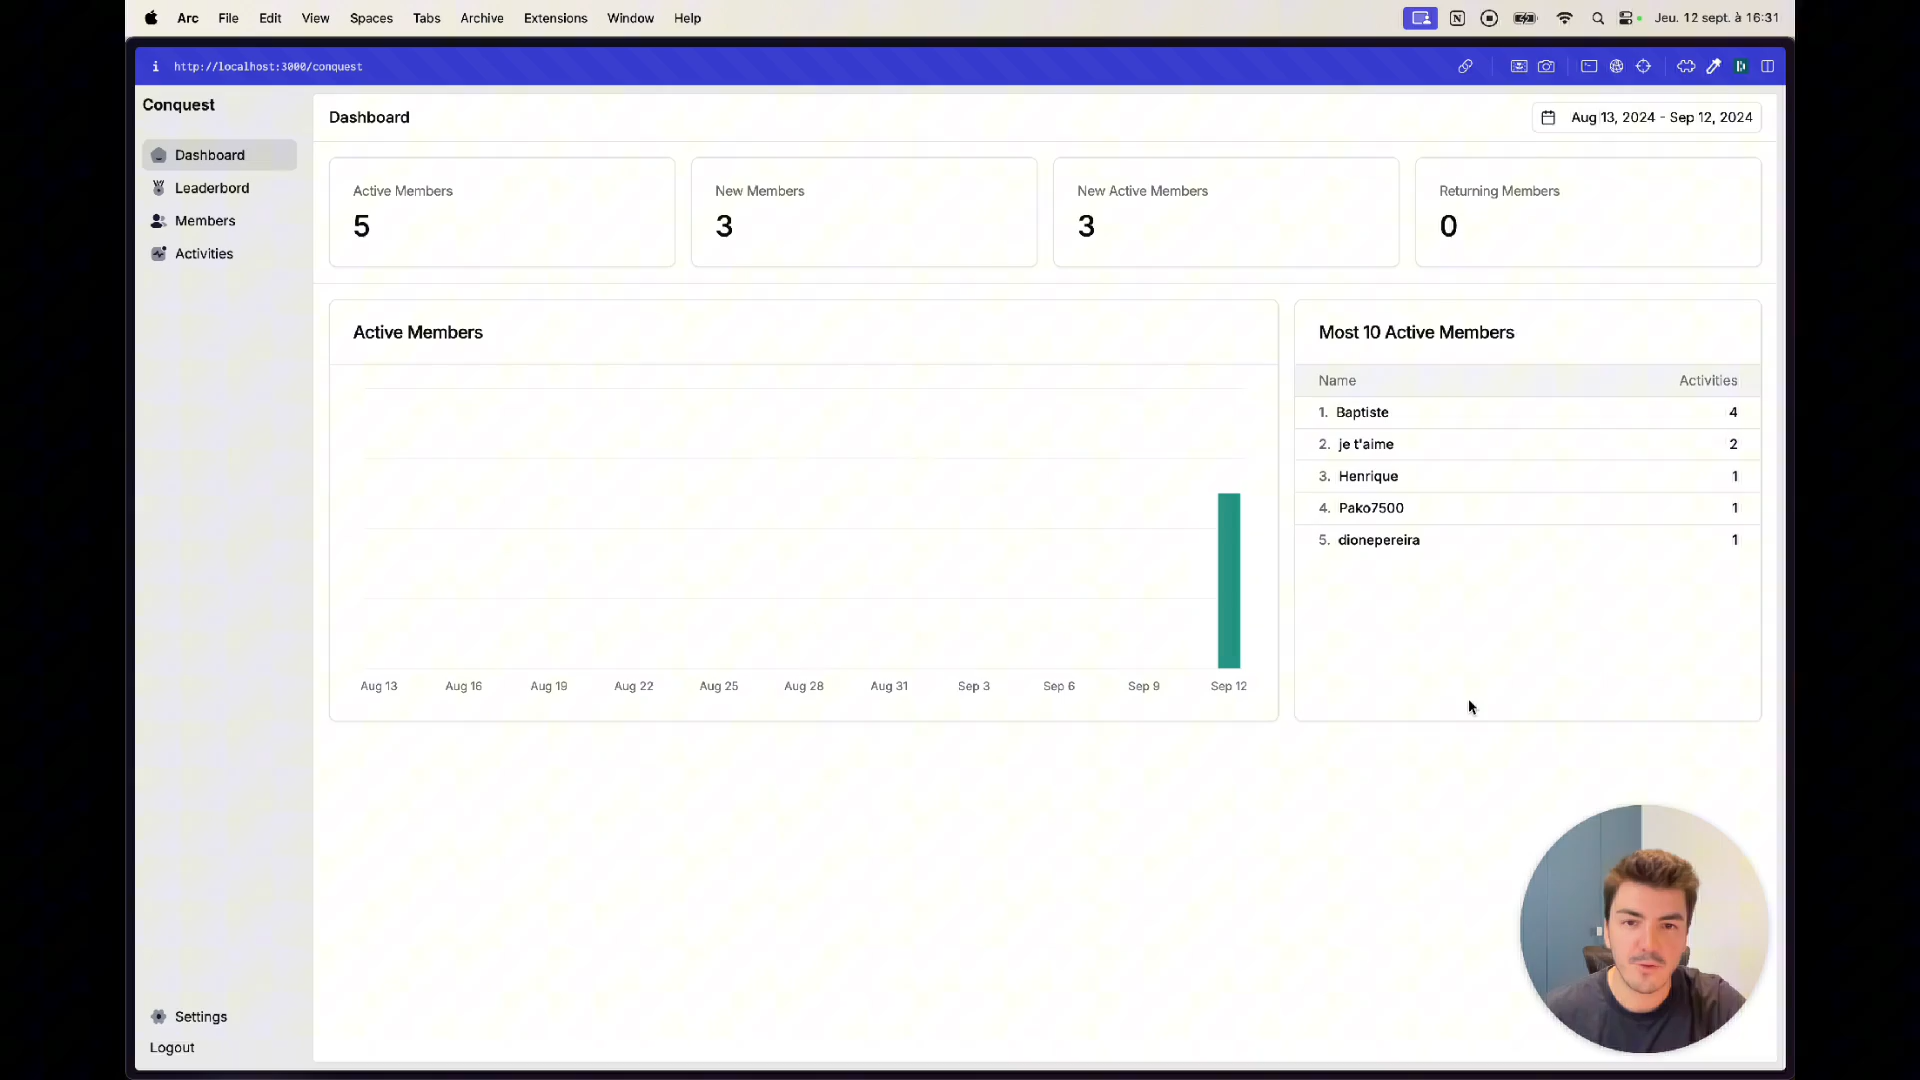 Arc File Edit View Spaces Tabs Archive Extensions Window Help Jeu. 12 sept. à 16:31
http://localhost:3000/conquest
Conquest
Dashboard
Leaderbord
Members
Activities
Settings
Logout
Dashboard
Aug 13, 2024 - Sep 12, 2024
Active Members
5
New Members
3
New Active Members
3
Returning Members
0
Active Members
Aug 13 Aug 16 Aug 19 Aug 22 Aug 25 Aug 28 Aug 31 Sep 3 Sep 6 Sep 9 Sep 12
Most 10 Active Members
Name Activities
1. Baptiste 4
2. je t'aime 2
3. Henrique 1
4. Pako7500 1
5. dionepereira 1